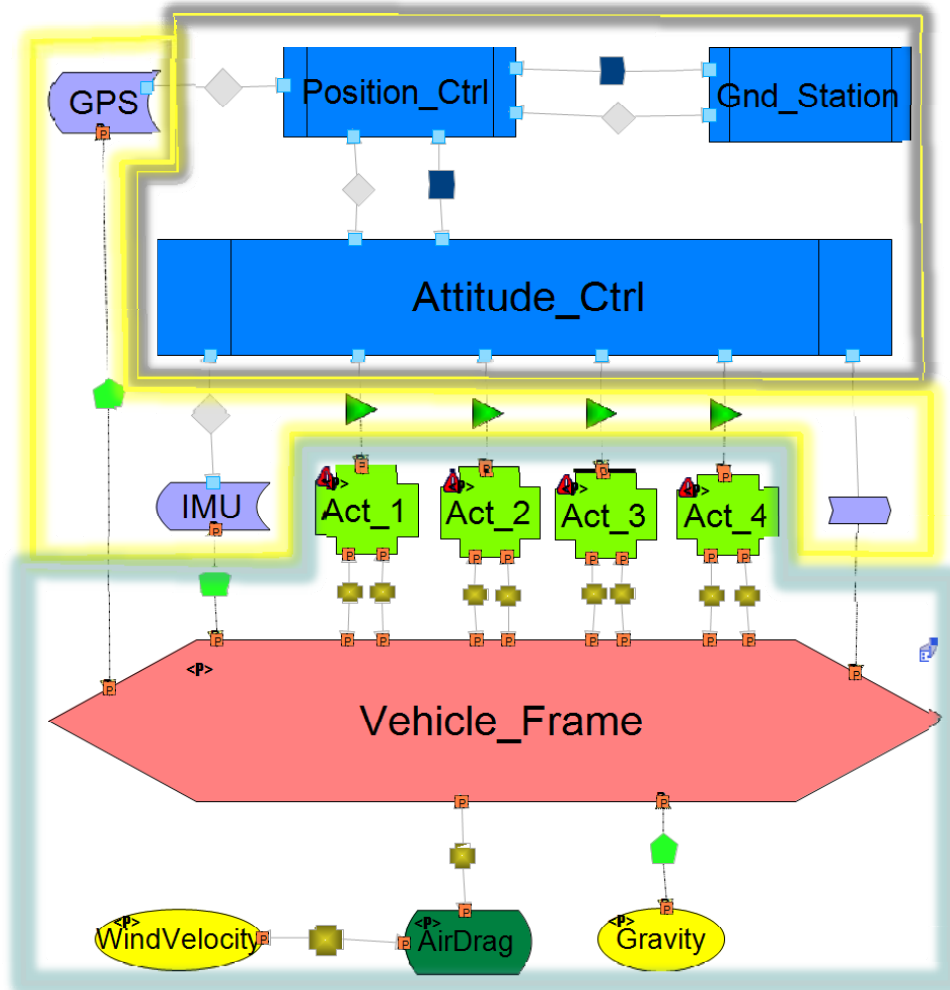 GPS
Position_Ctrl
Gnd_Station
P
Attitude_Ctrl
P
P
P
P
<P>
<P>
<P>
<P>
IMU
Act_1
Act_2
Act_3
Act_4
P
P P P P P P P P
P P P P P P P P P
<P>
P
P
Vehicle_Frame
P
P
<P>
P
<P>
P
<P>
WindVelocity
P
P
AirDrag
Gravity